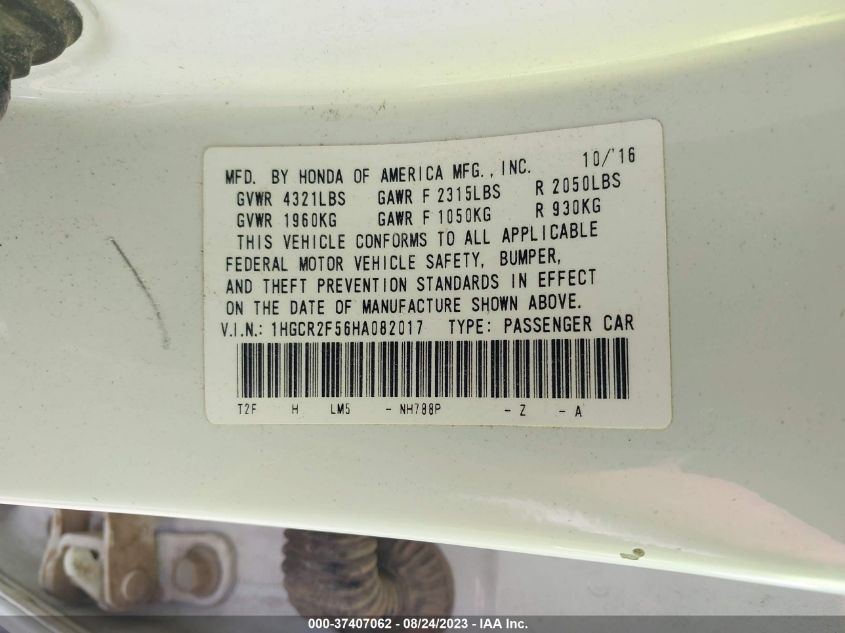 MFD. BY HONDA OF AMERICA MFG., INC. 10/'16
GVWR 4321LBS GAWR F 2315LBS R 2050LBS
GVWR 1960KG GAWR F 1050KG R 930KG
THIS VEHICLE CONFORMS TO ALL APPLICABLE
FEDERAL MOTOR VEHICLE SAFETY, BUMPER,
AND THEFT PREVENTION STANDARDS IN EFFECT
ON THE DATE OF MANUFACTURE SHOWN ABOVE.
V.I.N.: 1HGCR2F56HA082017 TYPE: PASSENGER CAR
T2F H LM5 - NH788P - Z - A
000-37407062 - 08/24/2023 - IAA Inc.